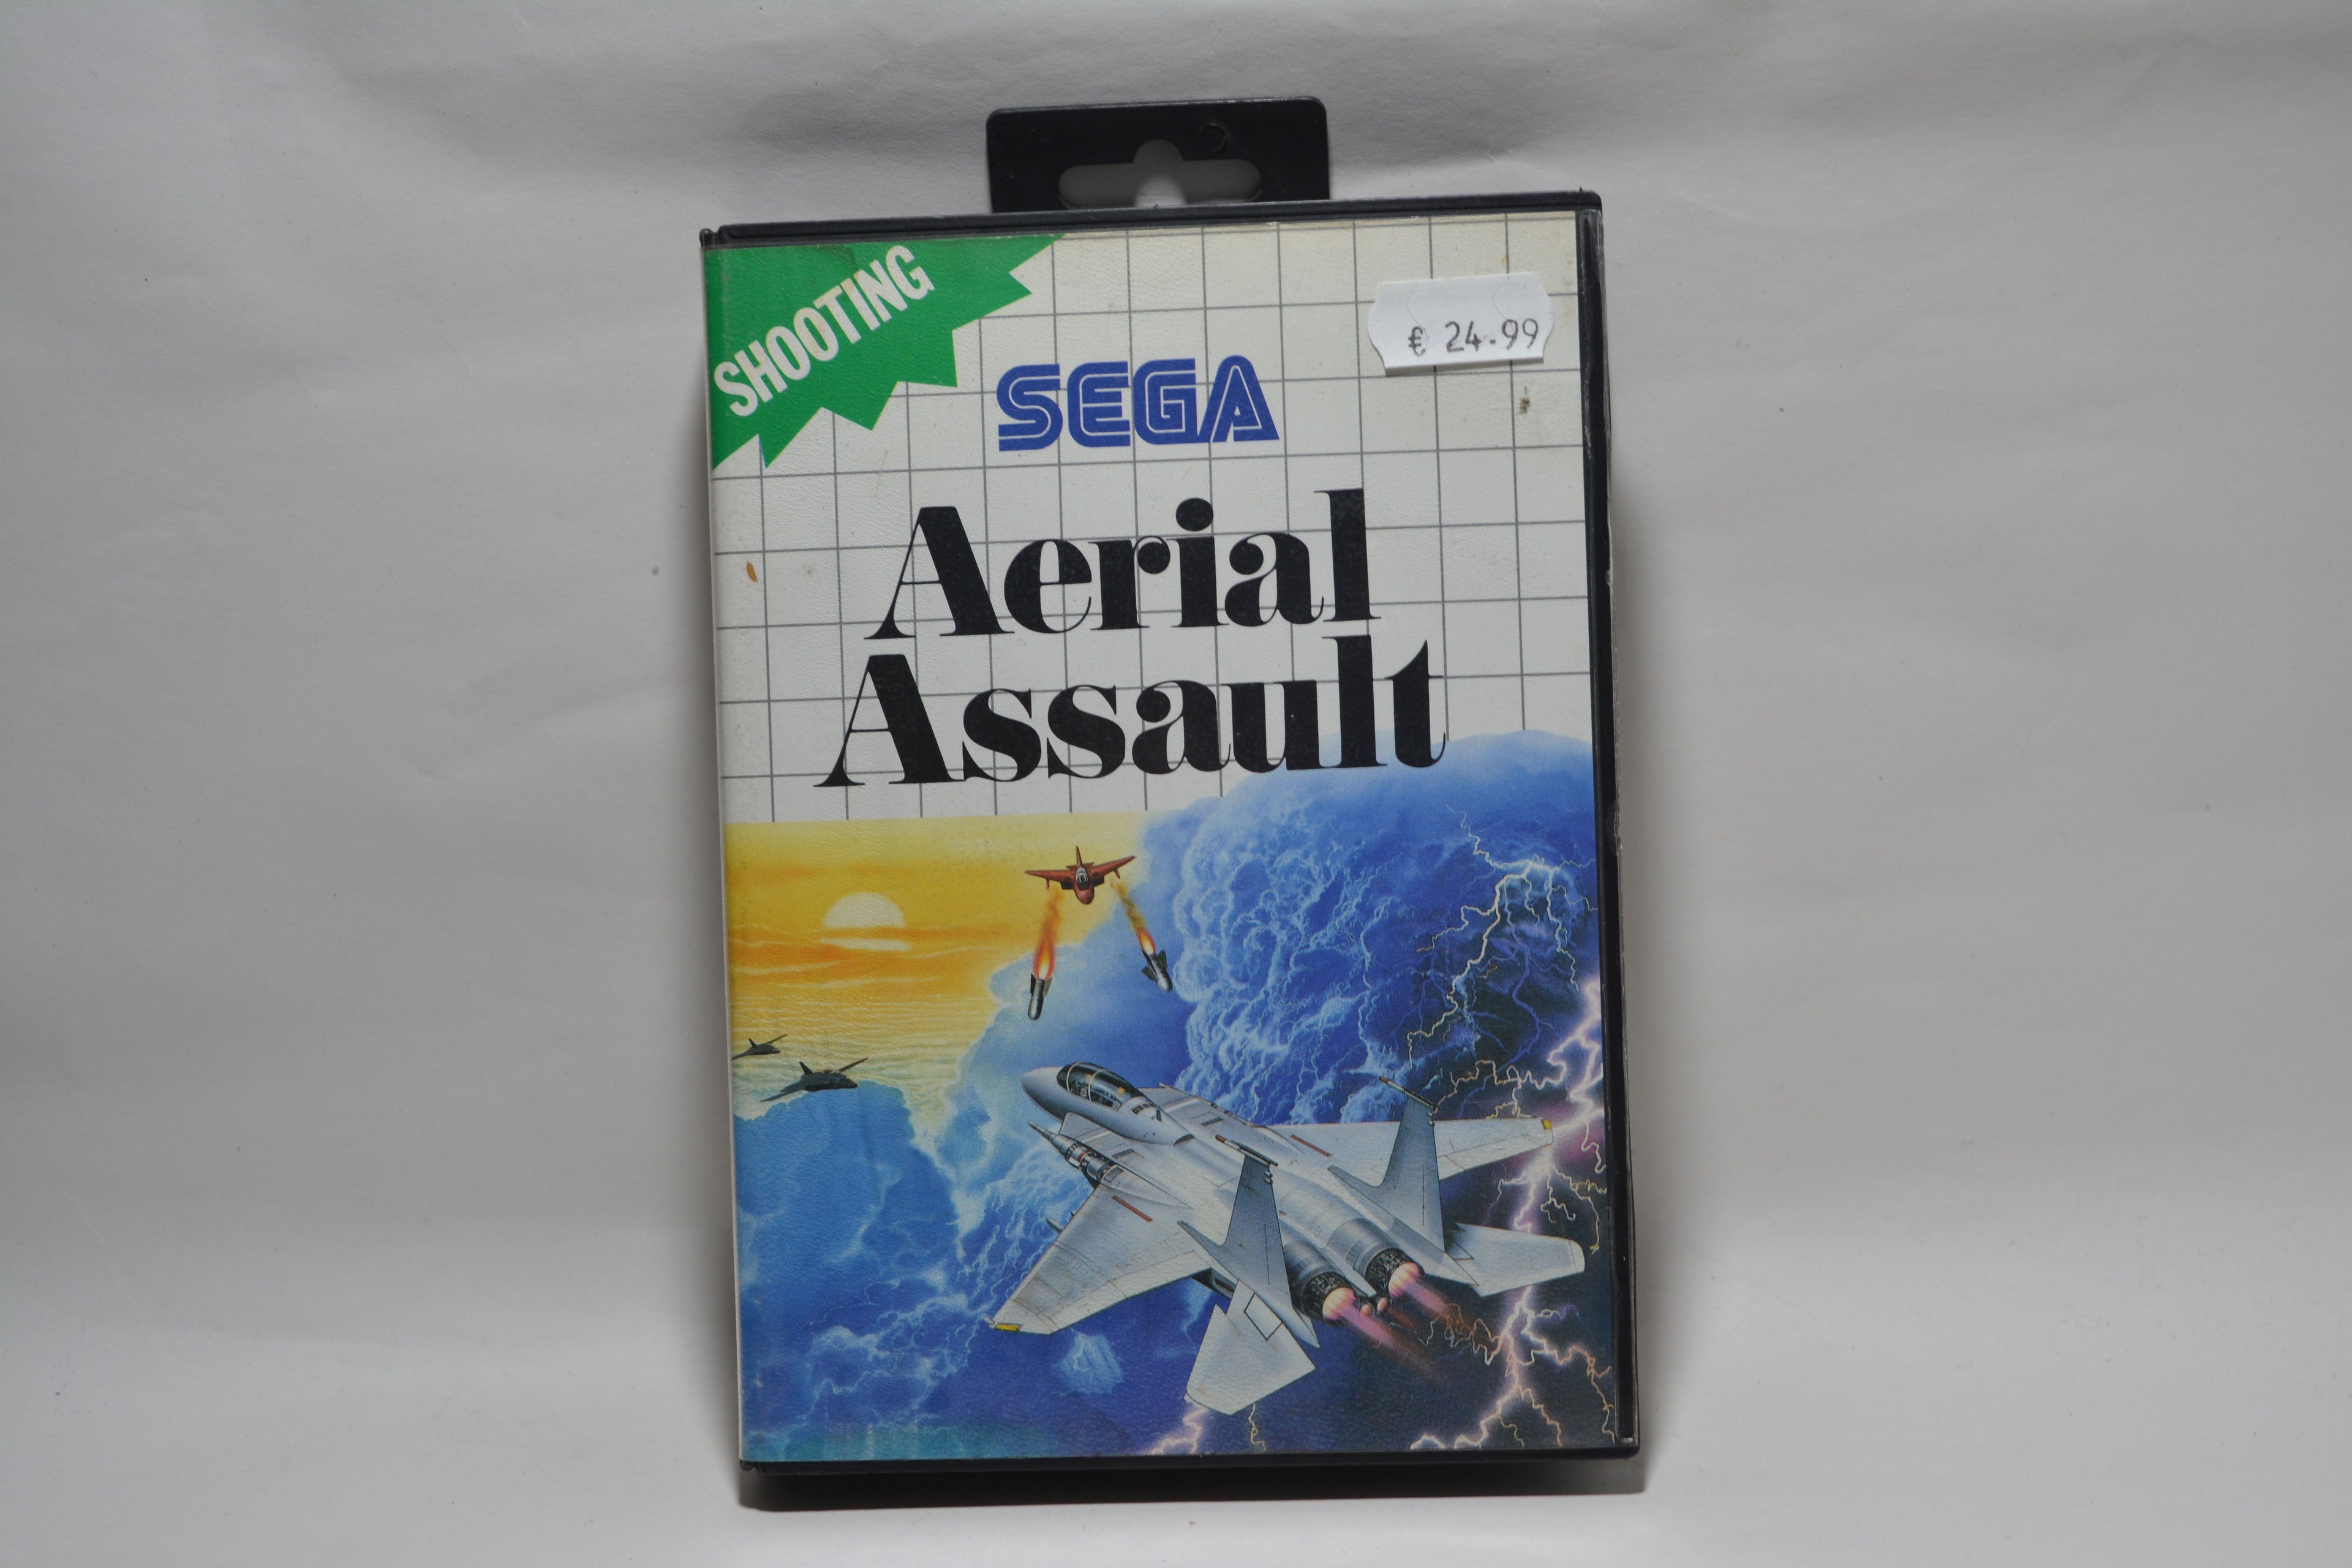 SHOOTING
€ 24.99
SEGA
Aerial
Assault